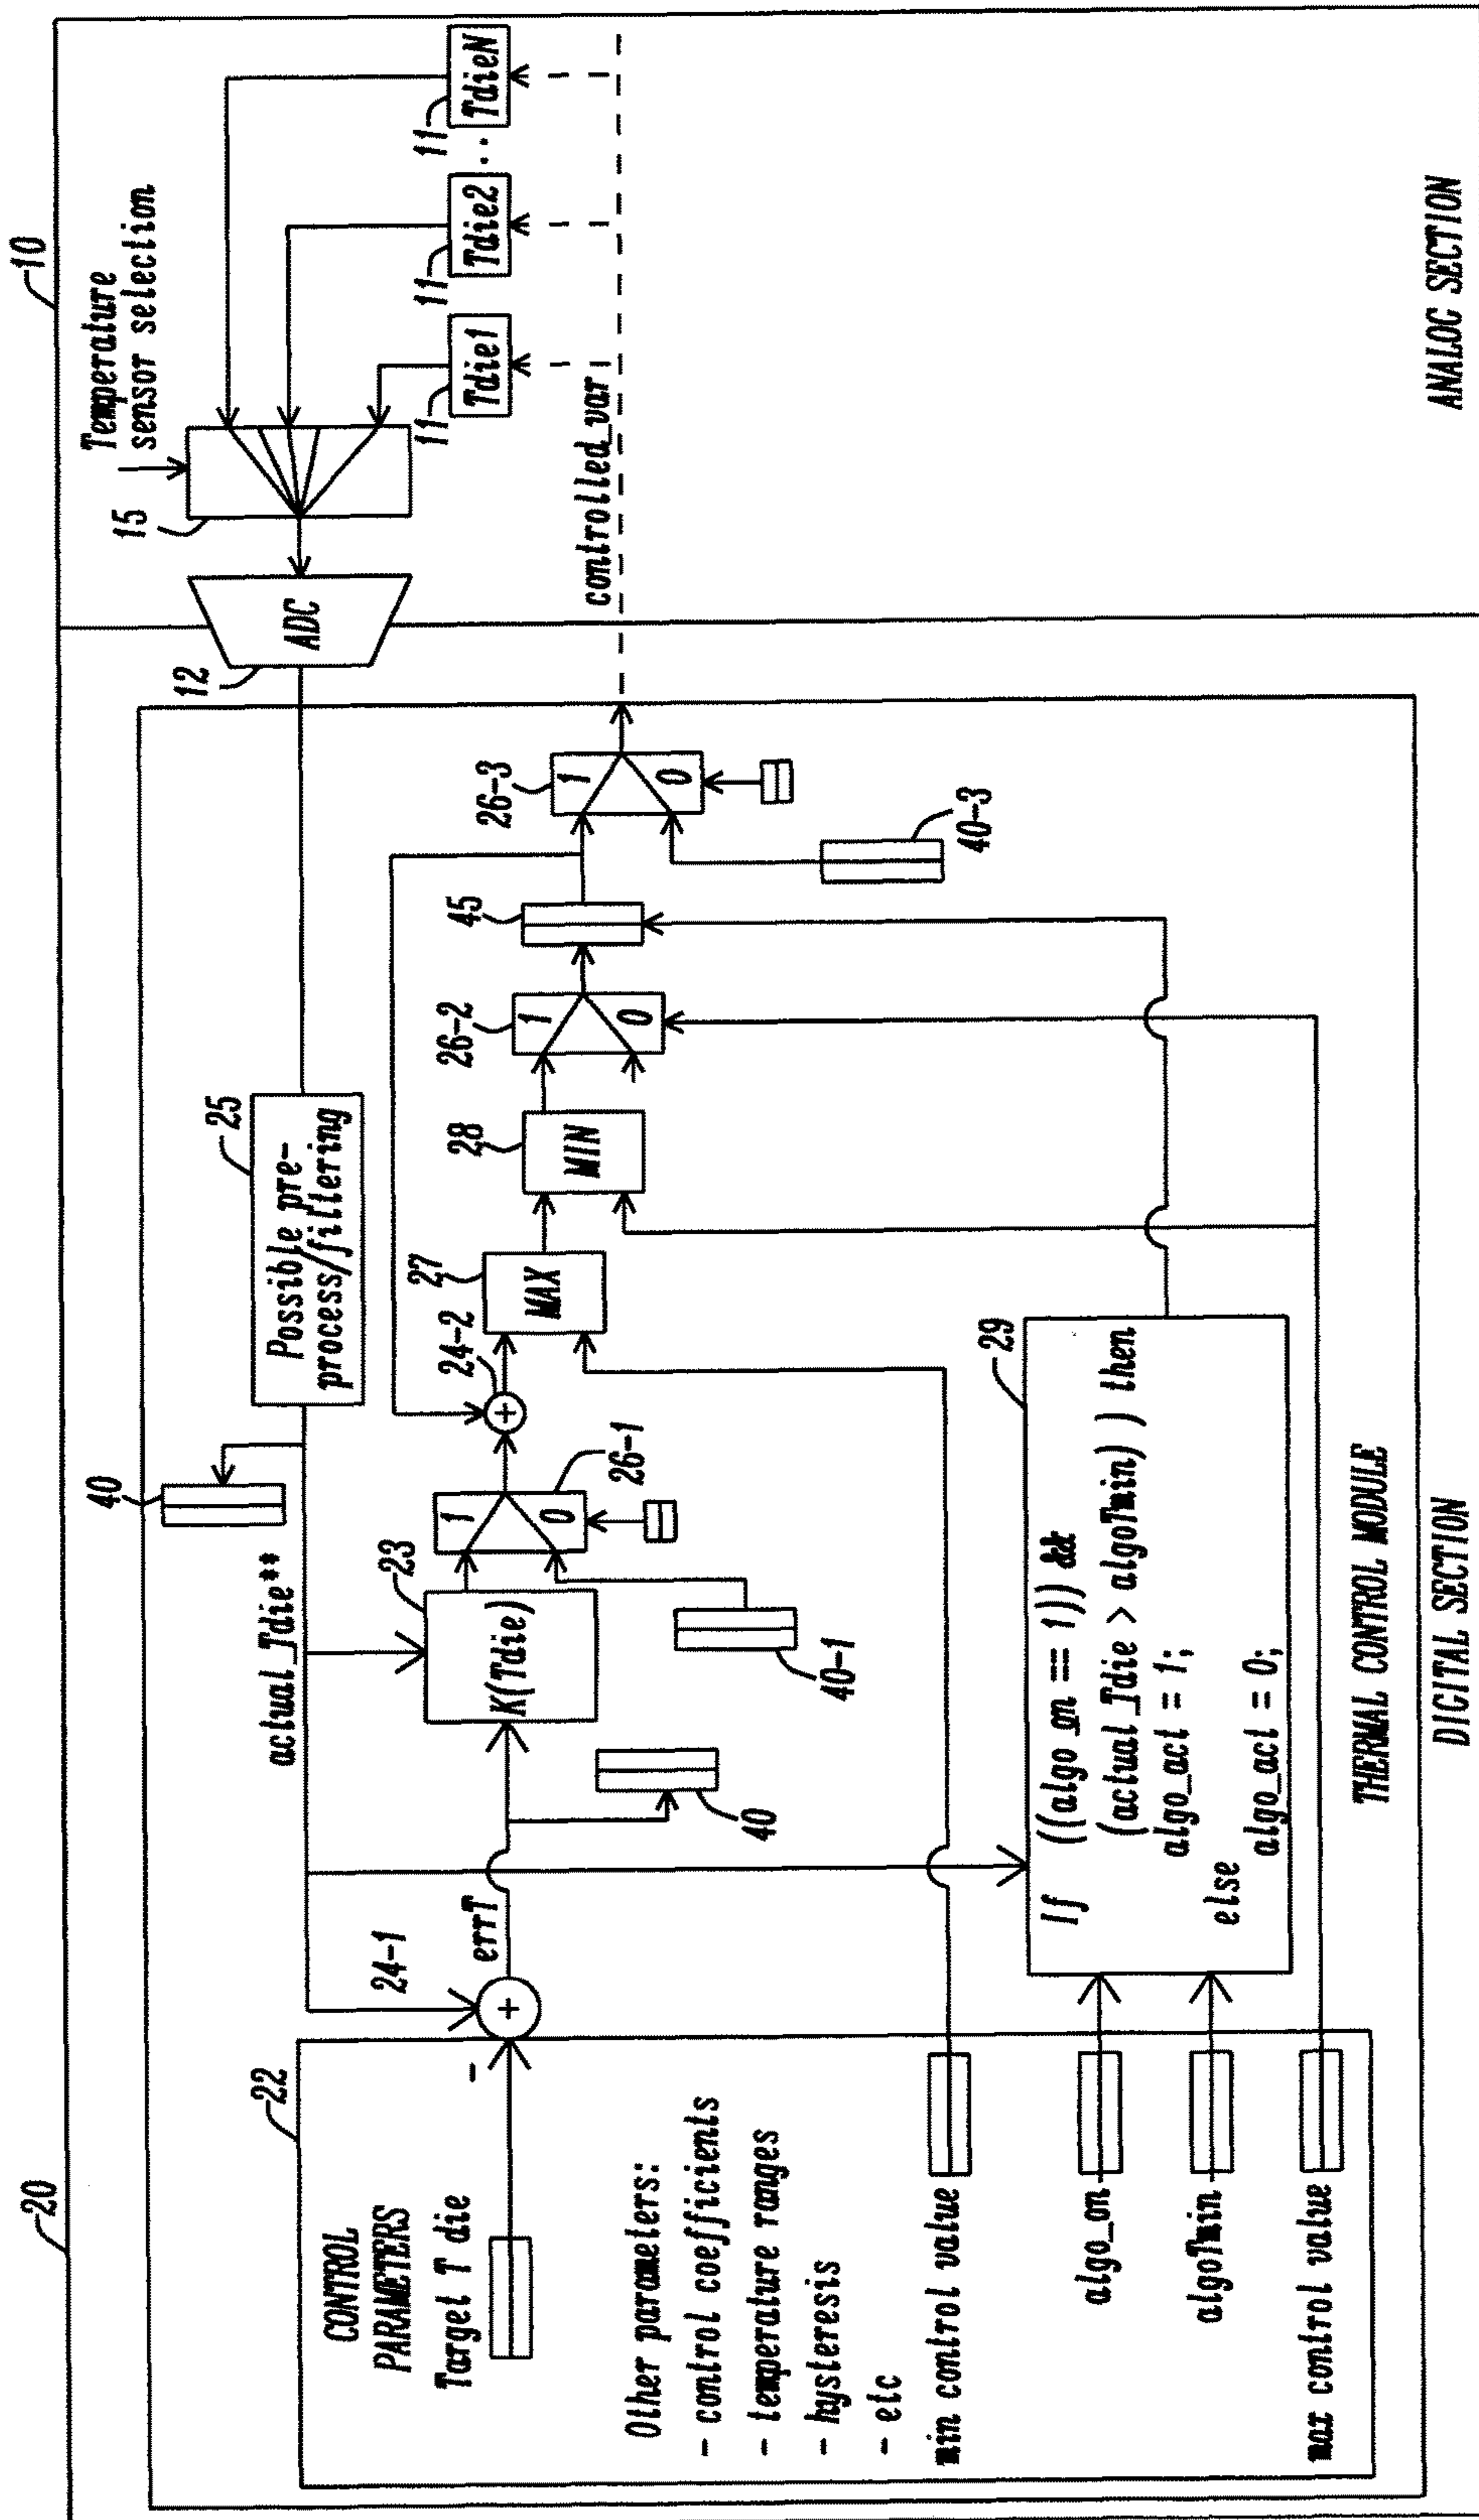 20
10
Temperature
sensor selection
15
ADC
12
11
Tdie1
11
Tdie2
..
11
TdieN
controlled_var
ANALOG SECTION
22
CONTROL
PARAMETERS
Target T die
Other parameters:
- control coefficients
- temperature ranges
- hysteresis
- etc
min control value
algo_on
algoTmin
max control value
-
24-1
+
errT
actual_Tdie**
40
25
Possible pre-
process/filtering
40
23
K(Tdie)
40-1
1
0
26-1
24-2
+
27
MAX
28
MIN
26-2
1
0
45
26-3
1
0
40-3
29
If ((algo_on == 1)) &&
(actual_Tdie > algoTmin) ) then
algo_act = 1;
else
algo_act = 0;
THERMAL CONTROL MODULE
DIGITAL SECTION